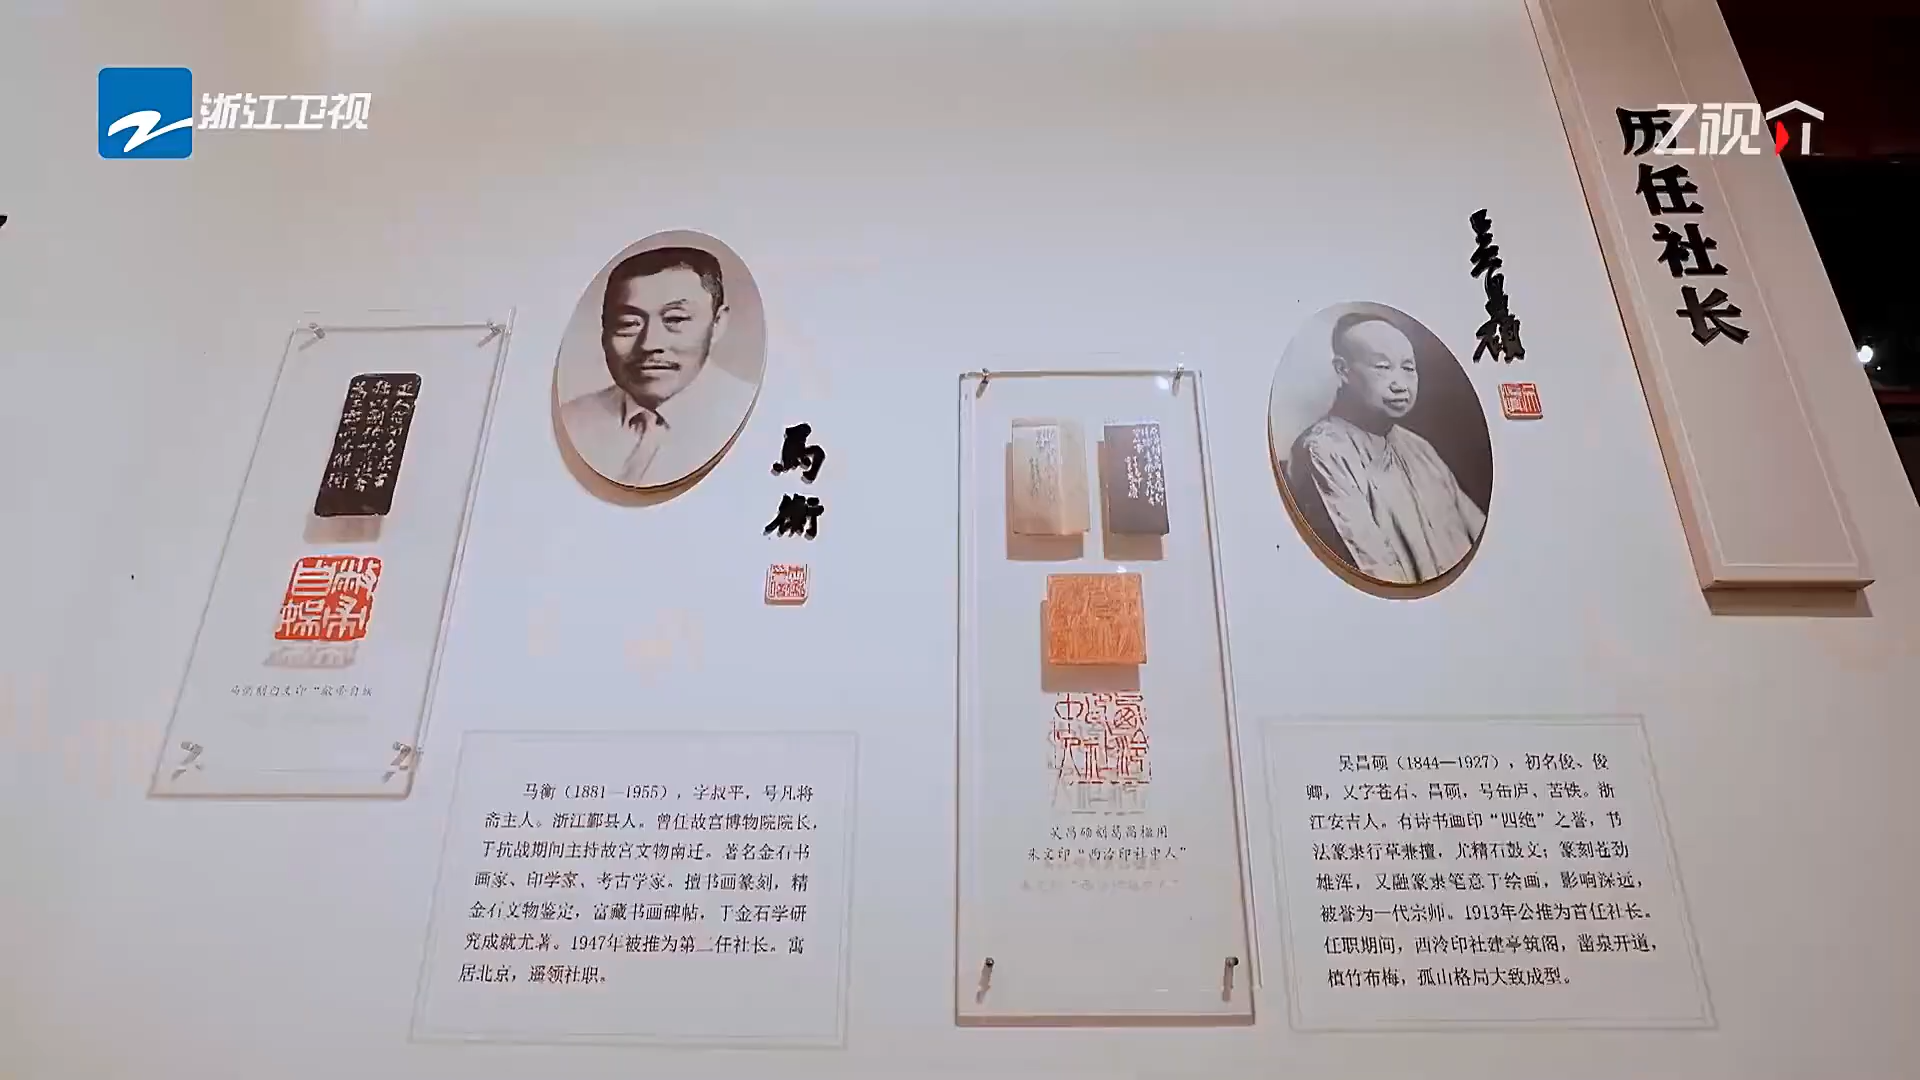 浙江卫视
Z视介
历任社长
吴昌硕
吴昌硕（1844—1927），初名俊、俊
卿，又字苍石、昌硕，号缶庐、苦铁。浙
江安吉人。有诗书画印“四绝”之誉，书
法篆隶行草兼擅，尤精石鼓文；篆刻苍劲
雄浑，又融篆隶笔意于绘画，影响深远，
被誉为一代宗师。1913年公推为首任社长。
任职期间，西泠印社建亭筑阁，凿泉开道，
植竹布梅，孤山格局大致成型。
吴昌硕刻葛昌楹用
朱文印“西泠印社中人”
馬衡
马衡（1881—1955），字叔平，号凡将
斋主人。浙江鄞县人。曾任故宫博物院院长，
于抗战期间主持故宫文物南迁。著名金石书
画家、印学家、考古学家。擅书画篆刻，精
金石文物鉴定，富藏书画碑帖，于金石学研
究成就尤著。1947年被推为第二任社长。寓
居北京，遥领社职。
马衡刻白文印“敝帚自娱